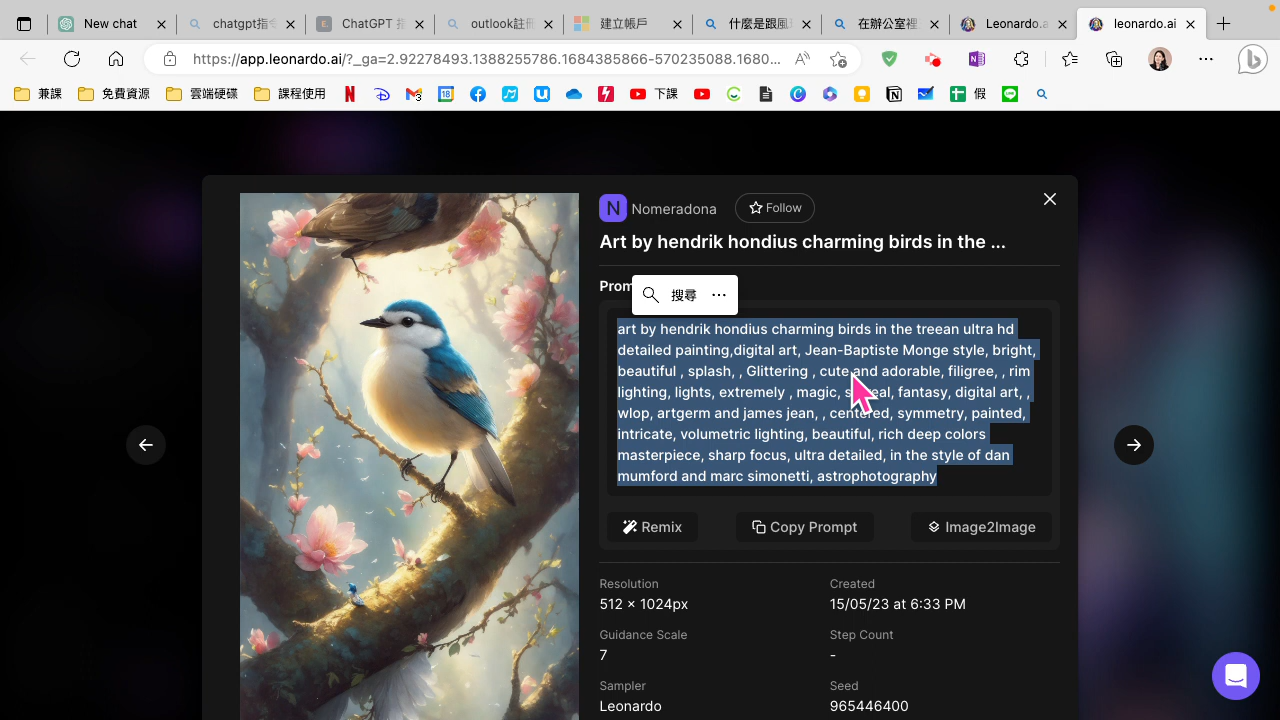 New chat
chatgpt指令
ChatGPT 指
outlook註冊
建立帳戶
什麼是跟風
在辦公室裡
Leonardo.a
leonardo.ai
https://app.leonardo.ai/?_ga=2.92278493.1388255786.1684385866-570235088.1680...
兼課
免費資源
雲端硬碟
課程使用
下課
假
N Nomeradona
Follow
Art by hendrik hondius charming birds in the ...
Prom
搜尋 ...
art by hendrik hondius charming birds in the treean ultra hd
detailed painting,digital art, Jean-Baptiste Monge style, bright,
beautiful , splash, , Glittering , cute and adorable, filigree, , rim
lighting, lights, extremely , magic, s eal, fantasy, digital art, ,
wlop, artgerm and james jean, , centered, symmetry, painted,
intricate, volumetric lighting, beautiful, rich deep colors
masterpiece, sharp focus, ultra detailed, in the style of dan
mumford and marc simonetti, astrophotography
Remix
Copy Prompt
Image2Image
Resolution
Created
512 × 1024px
15/05/23 at 6:33 PM
Guidance Scale
Step Count
7
-
Sampler
Seed
Leonardo
965446400